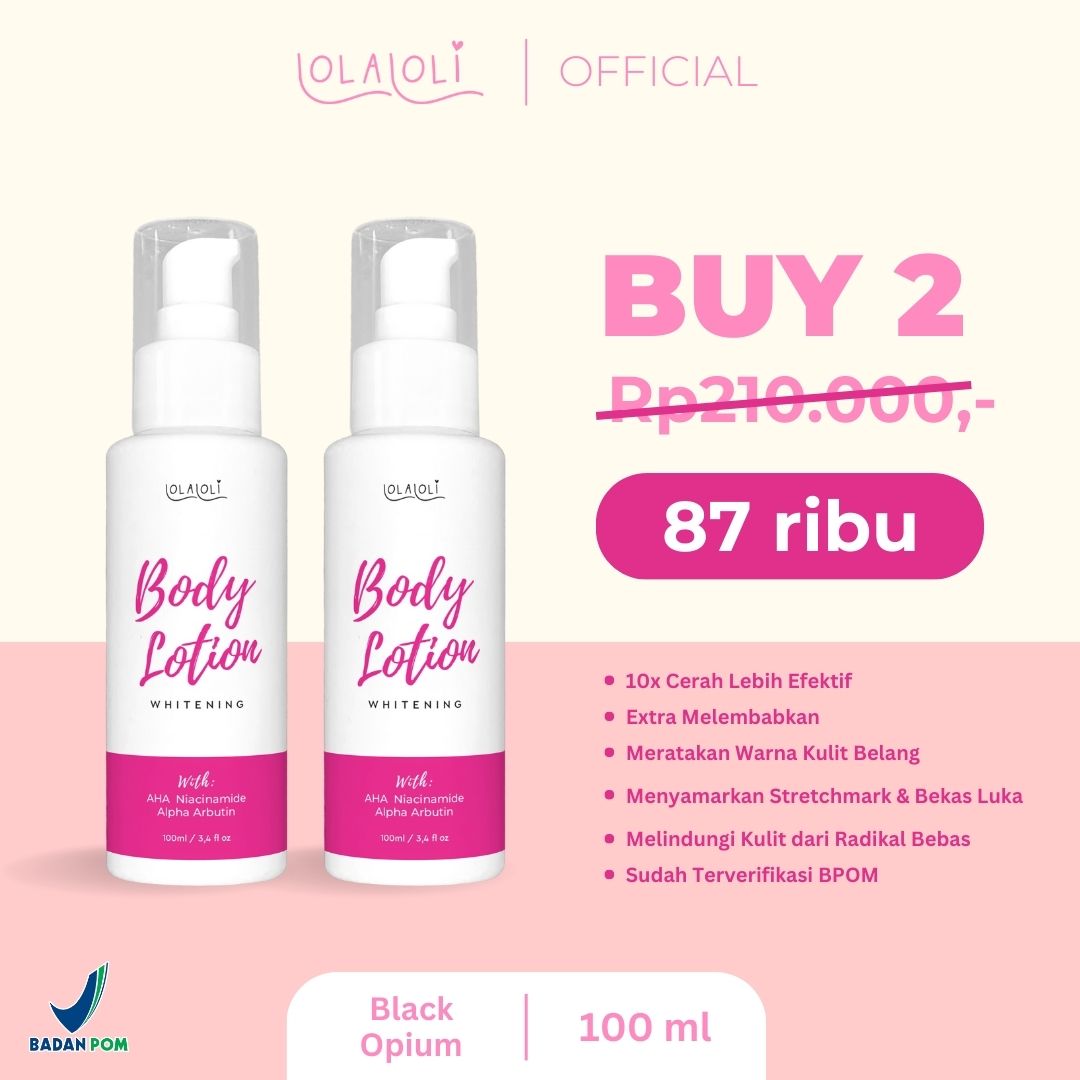 LOLALOLI | OFFICIAL
BUY 2
Rp210.000,-
87 ribu
LOLALOLI
Body
Lotion
WHITENING
With:
AHA Niacinamide
Alpha Arbutin
100ml / 3,4 fl oz
LOLALOLI
Body
Lotion
WHITENING
With:
AHA Niacinamide
Alpha Arbutin
100ml / 3,4 fl oz
• 10x Cerah Lebih Efektif
• Extra Melembabkan
• Meratakan Warna Kulit Belang
• Menyamarkan Stretchmark & Bekas Luka
• Melindungi Kulit dari Radikal Bebas
• Sudah Terverifikasi BPOM
BADAN POM
Black
Opium
100 ml